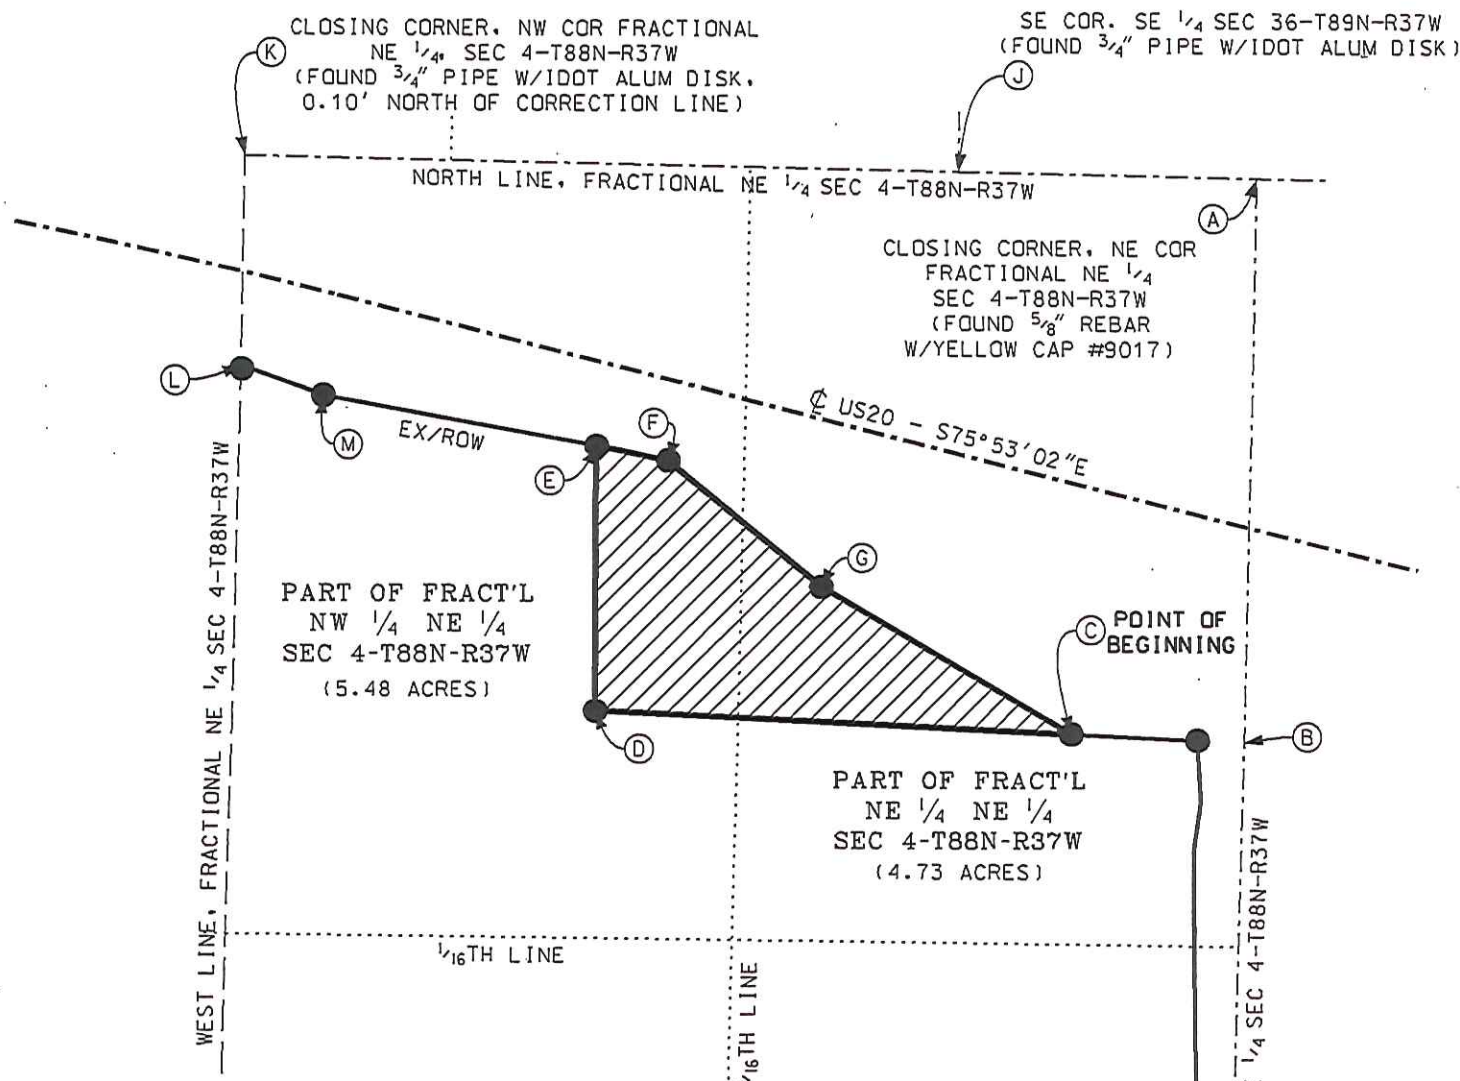 CLOSING CORNER, NW COR FRACTIONAL
NE 1/4, SEC 4-T88N-R37W
(FOUND 3/4" PIPE W/IDOT ALUM DISK,
0.10' NORTH OF CORRECTION LINE)
K
SE COR. SE 1/4 SEC 36-T89N-R37W
(FOUND 3/4" PIPE W/IDOT ALUM DISK)
J
NORTH LINE, FRACTIONAL NE 1/4 SEC 4-T88N-R37W
A
CLOSING CORNER, NE COR
FRACTIONAL NE 1/4
SEC 4-T88N-R37W
(FOUND 5/8" REBAR
W/YELLOW CAP #9017)
L
M
EX/ROW
F
E
℄ US20 - S75°53'02"E
G
PART OF FRACT'L
NW 1/4 NE 1/4
SEC 4-T88N-R37W
(5.48 ACRES)
C
POINT OF
BEGINNING
D
B
PART OF FRACT'L
NE 1/4 NE 1/4
SEC 4-T88N-R37W
(4.73 ACRES)
WEST LINE, FRACTIONAL NE 1/4 SEC 4-T88N-R37W
1/16TH LINE
/16TH LINE
1/4 SEC 4-T88N-R37W